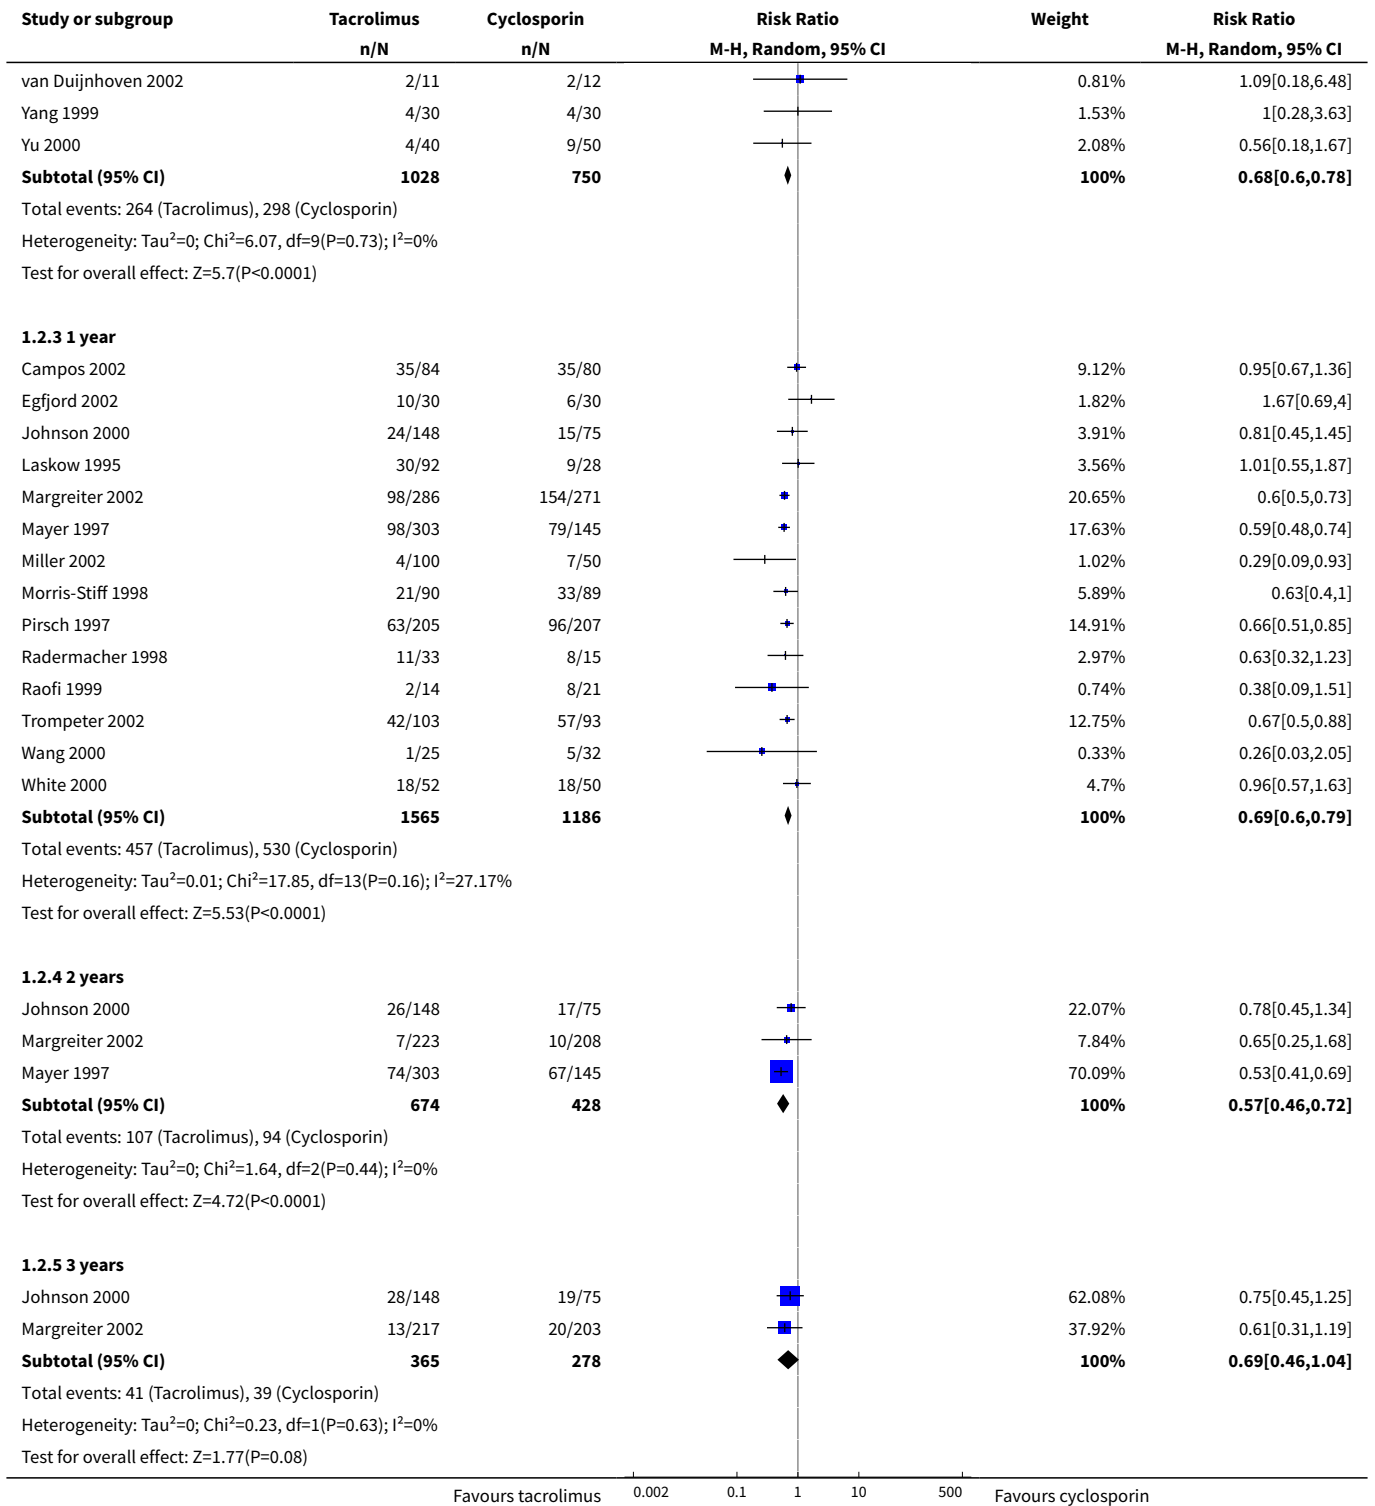 Study or subgroup Tacrolimus Cyclosporin Risk Ratio Weight Risk Ratio
n/N n/N M-H, Random, 95% CI M-H, Random, 95% CI
van Duijnhoven 2002 2/11 2/12 0.81% 1.09[0.18,6.48]
Yang 1999 4/30 4/30 1.53% 1[0.28,3.63]
Yu 2000 4/40 9/50 2.08% 0.56[0.18,1.67]
Subtotal (95% CI) 1028 750 100% 0.68[0.6,0.78]
Total events: 264 (Tacrolimus), 298 (Cyclosporin)
Heterogeneity: Tau²=0; Chi²=6.07, df=9(P=0.73); I²=0%
Test for overall effect: Z=5.7(P<0.0001)
1.2.3 1 year
Campos 2002 35/84 35/80 9.12% 0.95[0.67,1.36]
Egfjord 2002 10/30 6/30 1.82% 1.67[0.69,4]
Johnson 2000 24/148 15/75 3.91% 0.81[0.45,1.45]
Laskow 1995 30/92 9/28 3.56% 1.01[0.55,1.87]
Margreiter 2002 98/286 154/271 20.65% 0.6[0.5,0.73]
Mayer 1997 98/303 79/145 17.63% 0.59[0.48,0.74]
Miller 2002 4/100 7/50 1.02% 0.29[0.09,0.93]
Morris-Stiff 1998 21/90 33/89 5.89% 0.63[0.4,1]
Pirsch 1997 63/205 96/207 14.91% 0.66[0.51,0.85]
Radermacher 1998 11/33 8/15 2.97% 0.63[0.32,1.23]
Raofi 1999 2/14 8/21 0.74% 0.38[0.09,1.51]
Trompeter 2002 42/103 57/93 12.75% 0.67[0.5,0.88]
Wang 2000 1/25 5/32 0.33% 0.26[0.03,2.05]
White 2000 18/52 18/50 4.7% 0.96[0.57,1.63]
Subtotal (95% CI) 1565 1186 100% 0.69[0.6,0.79]
Total events: 457 (Tacrolimus), 530 (Cyclosporin)
Heterogeneity: Tau²=0.01; Chi²=17.85, df=13(P=0.16); I²=27.17%
Test for overall effect: Z=5.53(P<0.0001)
1.2.4 2 years
Johnson 2000 26/148 17/75 22.07% 0.78[0.45,1.34]
Margreiter 2002 7/223 10/208 7.84% 0.65[0.25,1.68]
Mayer 1997 74/303 67/145 70.09% 0.53[0.41,0.69]
Subtotal (95% CI) 674 428 100% 0.57[0.46,0.72]
Total events: 107 (Tacrolimus), 94 (Cyclosporin)
Heterogeneity: Tau²=0; Chi²=1.64, df=2(P=0.44); I²=0%
Test for overall effect: Z=4.72(P<0.0001)
1.2.5 3 years
Johnson 2000 28/148 19/75 62.08% 0.75[0.45,1.25]
Margreiter 2002 13/217 20/203 37.92% 0.61[0.31,1.19]
Subtotal (95% CI) 365 278 100% 0.69[0.46,1.04]
Total events: 41 (Tacrolimus), 39 (Cyclosporin)
Heterogeneity: Tau²=0; Chi²=0.23, df=1(P=0.63); I²=0%
Test for overall effect: Z=1.77(P=0.08)
Favours tacrolimus 0.002 0.1 1 10 500 Favours cyclosporin